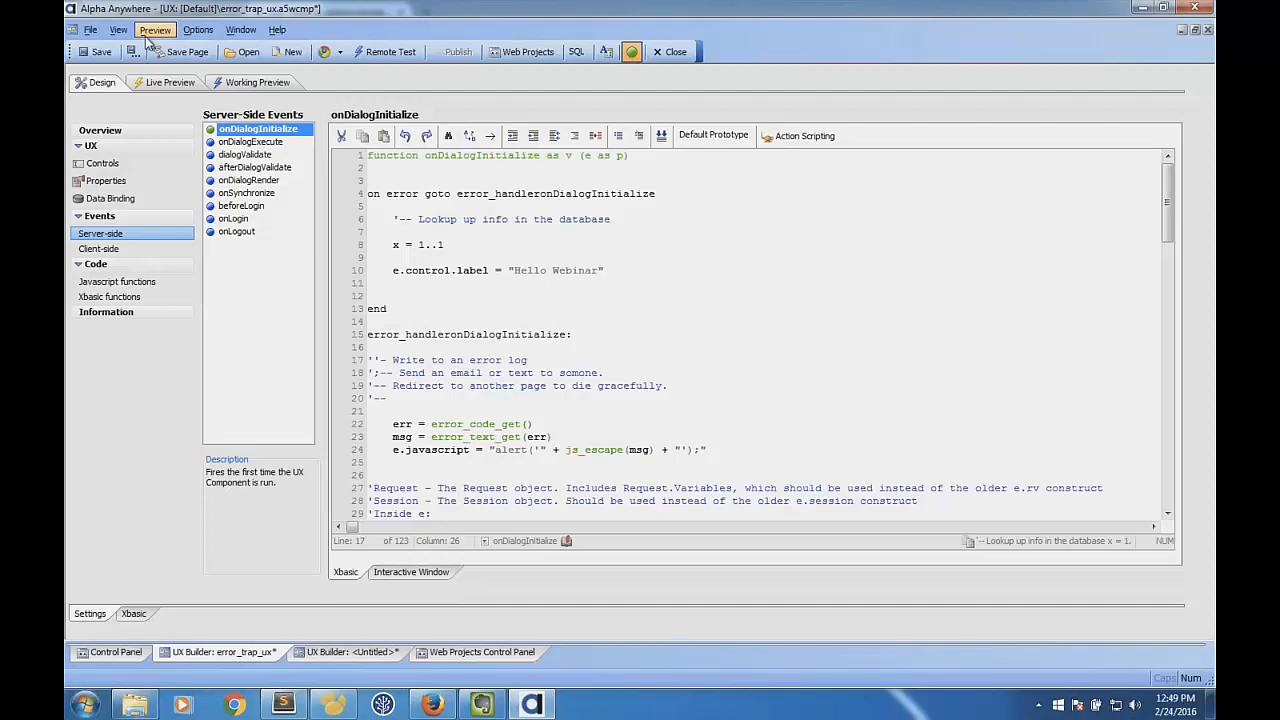 Alpha Anywhere - [UX: [Default]\error_trap_ux.a5wcmp*]
File View Preview Options Window Help
Save Save Page Open New Remote Test Publish Web Projects SQL Close
Design Live Preview Working Preview
Overview
UX
Controls
Properties
Data Binding
Events
Server-side
Client-side
Code
Javascript functions
Xbasic functions
Information
Server-Side Events
onDialogInitialize
onDialogExecute
dialogValidate
afterDialogValidate
onDialogRender
onSynchronize
beforeLogin
onLogin
onLogout
Description
Fires the first time the UX
Component is run.
onDialogInitialize
Default Prototype Action Scripting
1 function onDialogInitialize as v (e as p)
2
3
4 on error goto error_handleronDialogInitialize
5
6 '-- Lookup up info in the database
7
8 x = 1..1
9
10 e.control.label = "Hello Webinar"
11
12
13 end
14
15 error_handleronDialogInitialize:
16
17 ''- Write to an error log
18 ';-- Send an email or text to somone.
19 '-- Redirect to another page to die gracefully.
20 '--
21
22 err = error_code_get()
23 msg = error_text_get(err)
24 e.javascript = "alert('" + js_escape(msg) + "');"
25
26
27 'Request - The Request object. Includes Request.Variables, which should be used instead of the older e.rv construct
28 'Session - The Session object. Should be used instead of the older e.session construct
29 'Inside e:
Line: 17 of 123 Column: 26 onDialogInitialize '-- Lookup up info in the database x = 1. NUM
Xbasic Interactive Window
Settings Xbasic
Control Panel UX Builder: error_trap_ux* UX Builder: <Untitled>* Web Projects Control Panel
Caps Num
12:49 PM
2/24/2016